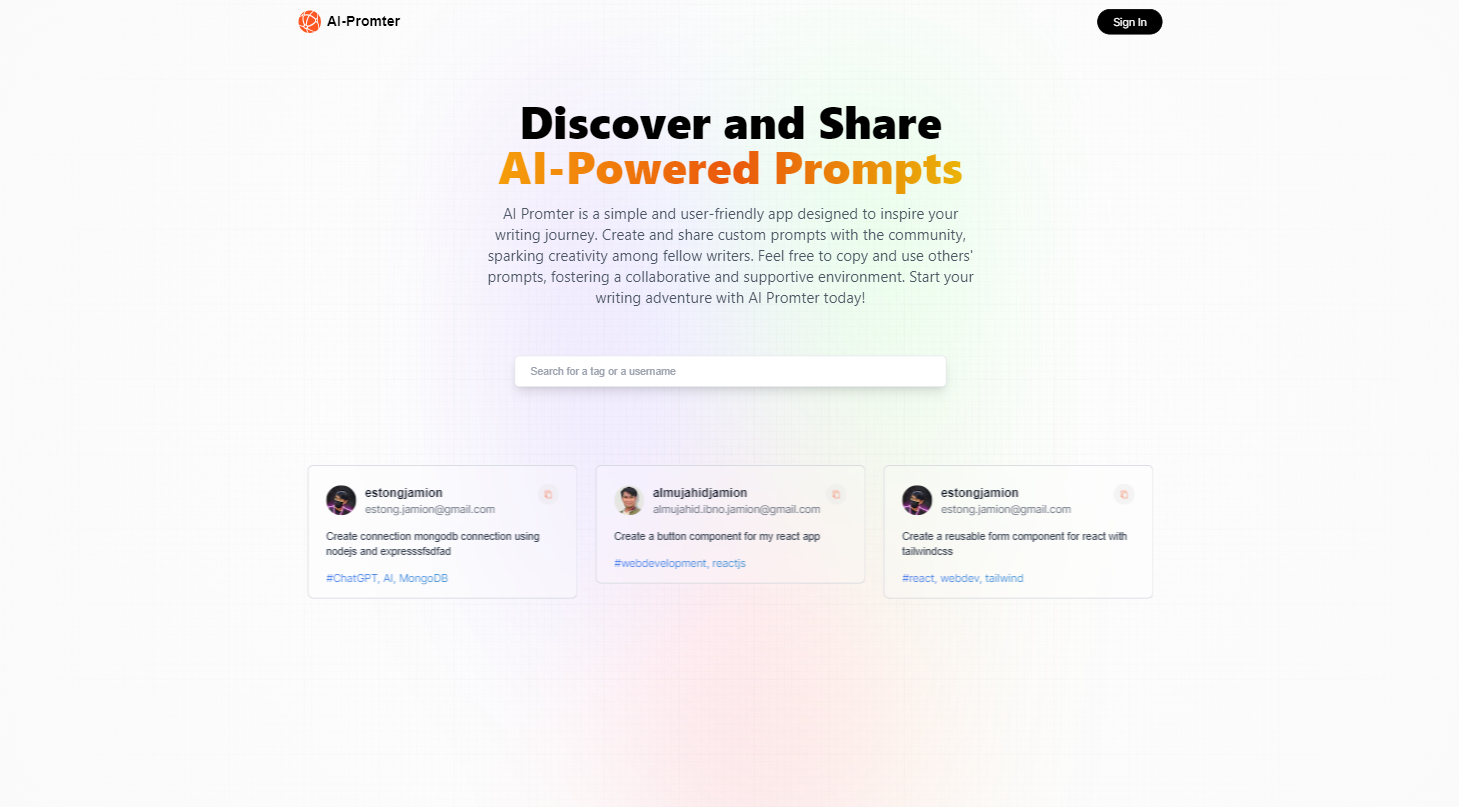 AI-Promter
Sign In
Discover and Share
AI-Powered Prompts
AI Promter is a simple and user-friendly app designed to inspire your
writing journey. Create and share custom prompts with the community,
sparking creativity among fellow writers. Feel free to copy and use others'
prompts, fostering a collaborative and supportive environment. Start your
writing adventure with AI Promter today!
Search for a tag or a username
estongjamion
estong.jamion@gmail.com
Create connection mongodb connection using
nodejs and expresssfsdfad
#ChatGPT, AI, MongoDB
almujahidjamion
almujahid.ibno.jamion@gmail.com
Create a button component for my react app
#webdevelopment, reactjs
estongjamion
estong.jamion@gmail.com
Create a reusable form component for react with
tailwindcss
#react, webdev, tailwind